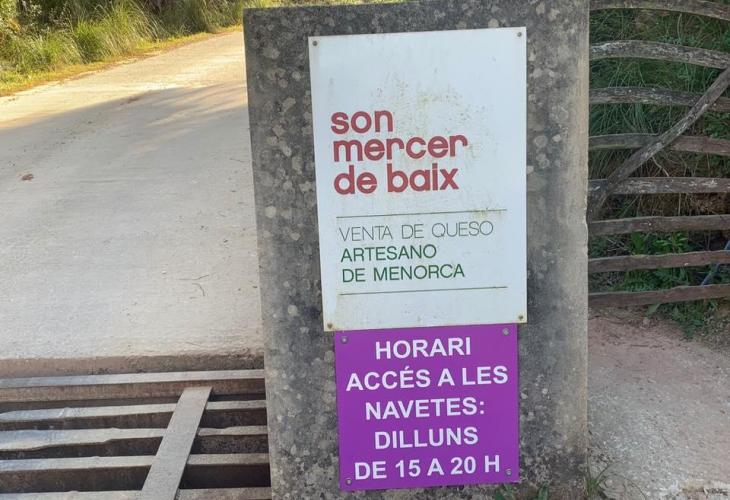 son
mercer
de baix
VENTA DE QUESO
ARTESANO
DE MENORCA
HORARI
ACCÉS A LES
NAVETES:
DILLUNS
DE 15 A 20 H